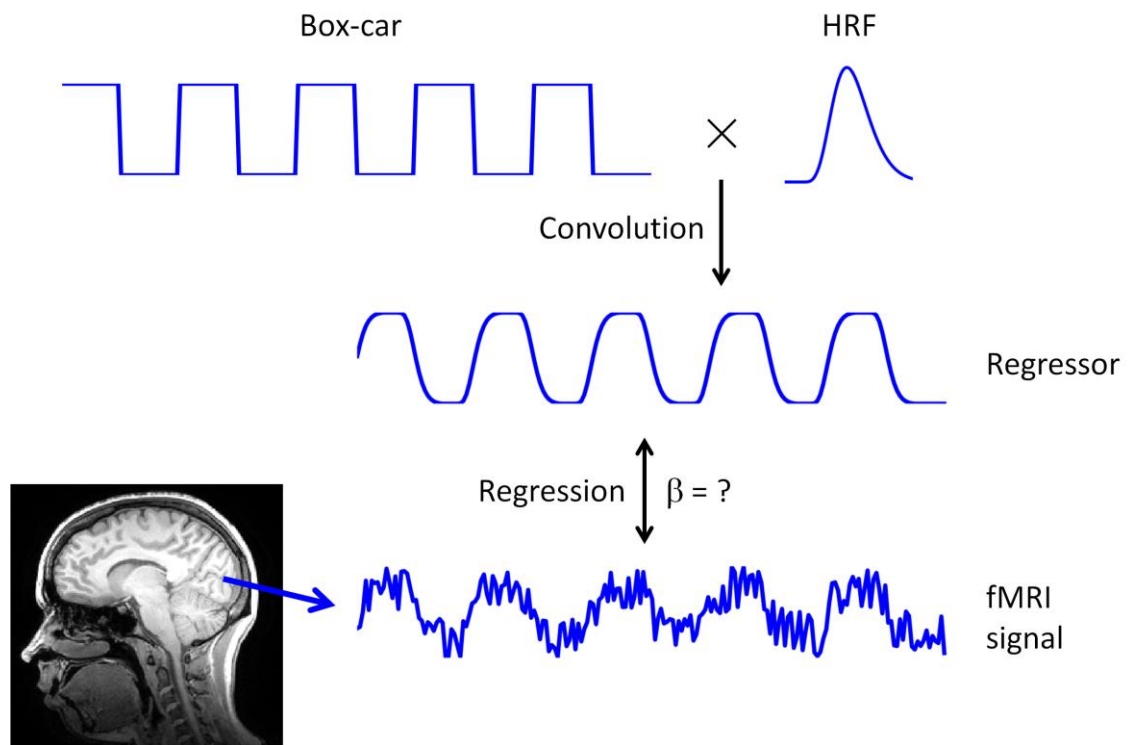 Box-car
HRF
×
Convolution
Regressor
Regression
β = ?
fMRI
signal